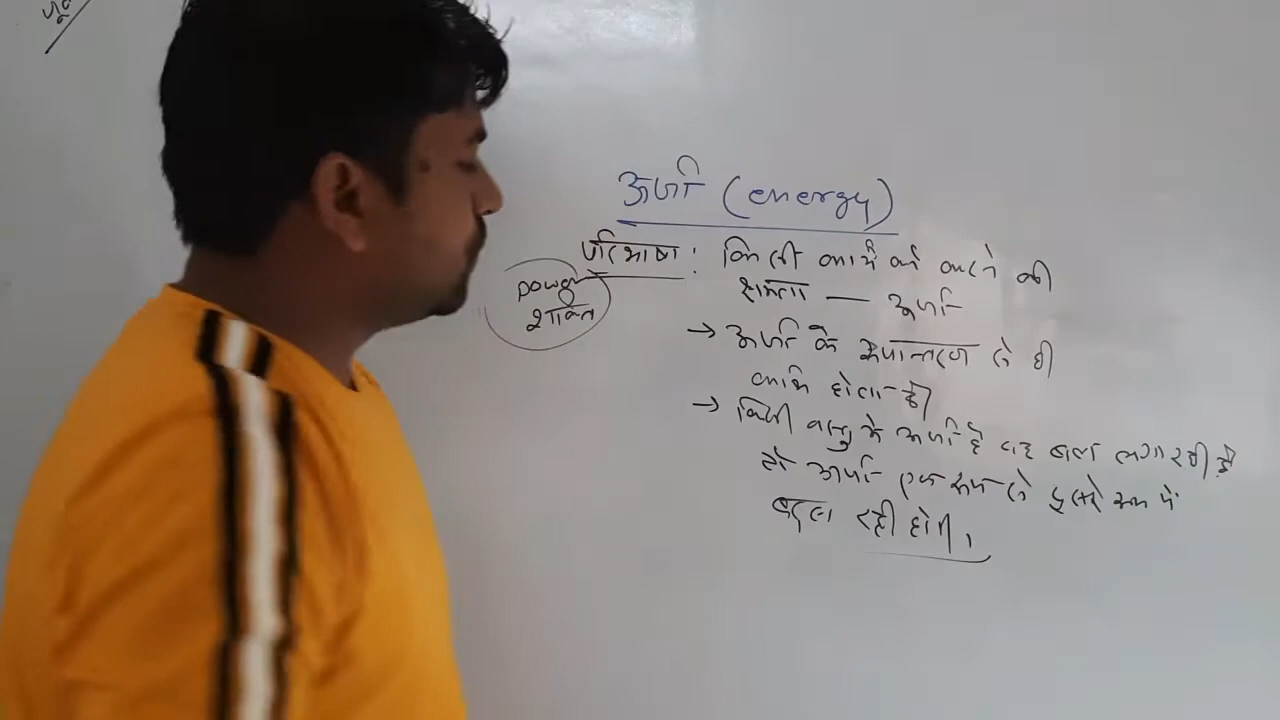 ऊर्जा (energy)
परिभाषा : किसी कार्य को करने की
क्षमता — ऊर्जा
power
शक्ति
→ ऊर्जा के रूपान्तरण से ही
कार्य होता है।
→ किसी वस्तु में ऊर्जा है वह बल लगा रही है
तो ऊर्जा एक रूप से दूसरे रूप में
बदल रही होगी।